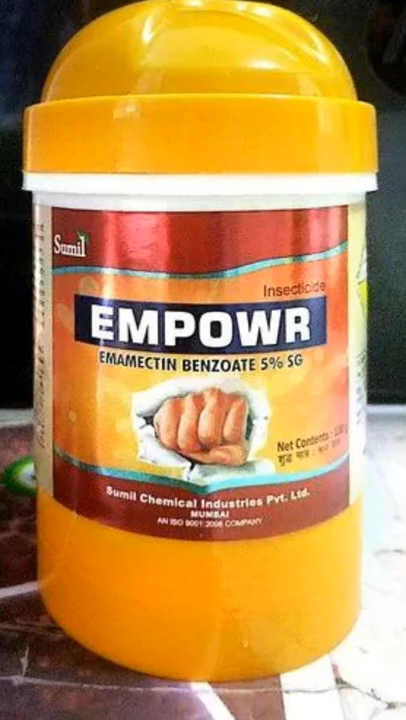 Sumil
Insecticide
EMPOWR
EMAMECTIN BENZOATE 5% SG
Net Contents :
शुद्ध मात्रा :
Sumil Chemical Industries Pvt. Ltd.
MUMBAI
AN ISO 9001:2008 COMPANY